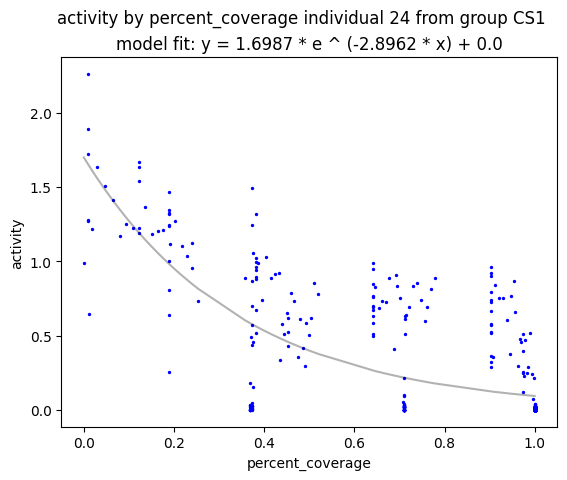 activity by percent_coverage individual 24 from group CS1
model fit: y = 1.6987 * e ^ (-2.8962 * x) + 0.0
2.0
1.5
1.0
0.5
0.0
activity
0.0 0.2 0.4 0.6 0.8 1.0
percent_coverage